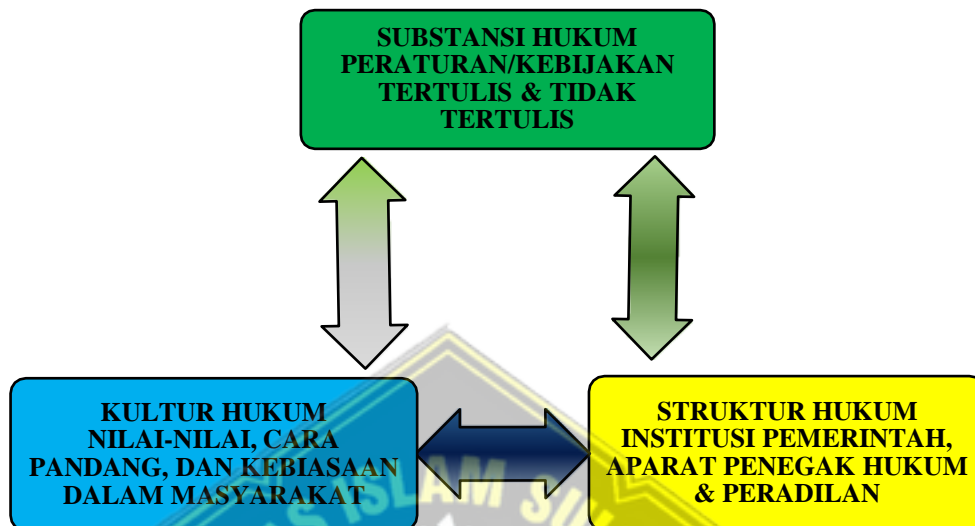 SUBSTANSI HUKUM
PERATURAN/KEBIJAKAN
TERTULIS & TIDAK
TERTULIS
KULTUR HUKUM
NILAI-NILAI, CARA
PANDANG, DAN KEBIASAAN
DALAM MASYARAKAT
STRUKTUR HUKUM
INSTITUSI PEMERINTAH,
APARAT PENEGAK HUKUM
& PERADILAN
ISLAM